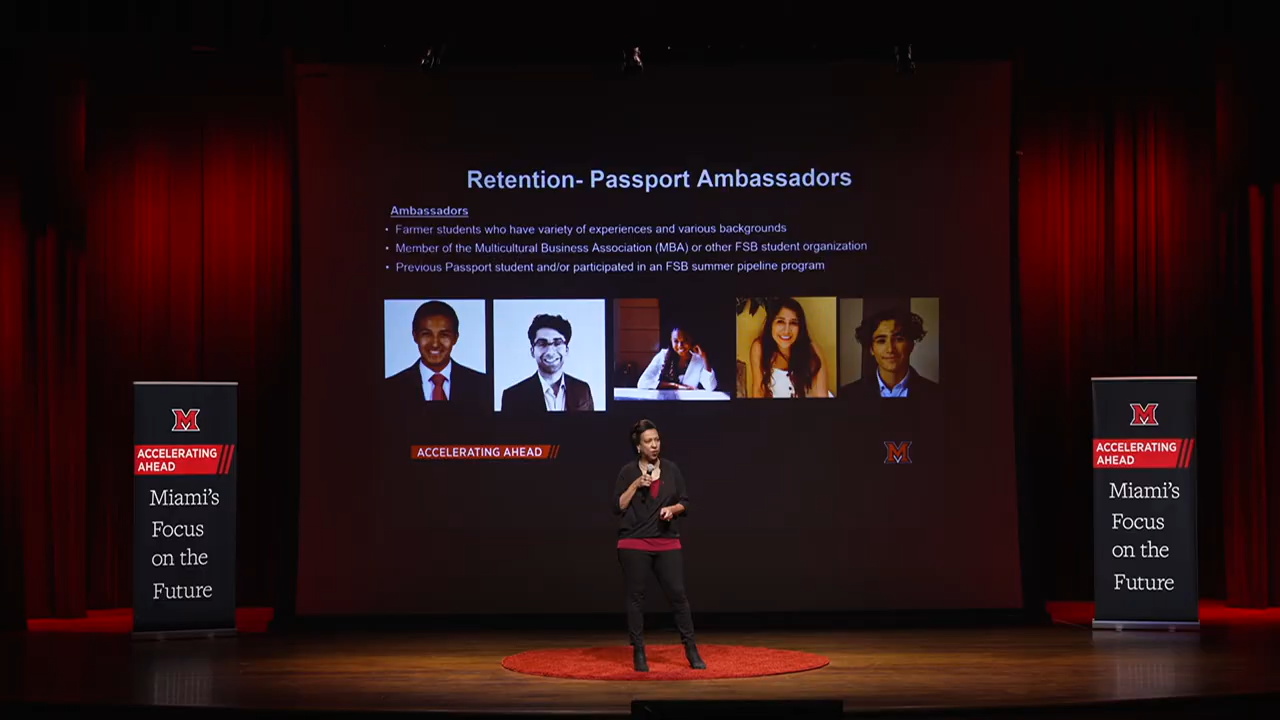 Retention- Passport Ambassadors
Ambassadors
• Farmer students who have variety of experiences and various backgrounds
• Member of the Multicultural Business Association (MBA) or other FSB student organization
• Previous Passport student and/or participated in an FSB summer pipeline program
ACCELERATING AHEAD
M
M
ACCELERATING
AHEAD
Miami's
Focus
on the
Future
M
ACCELERATING
AHEAD
Miami's
Focus
on the
Future